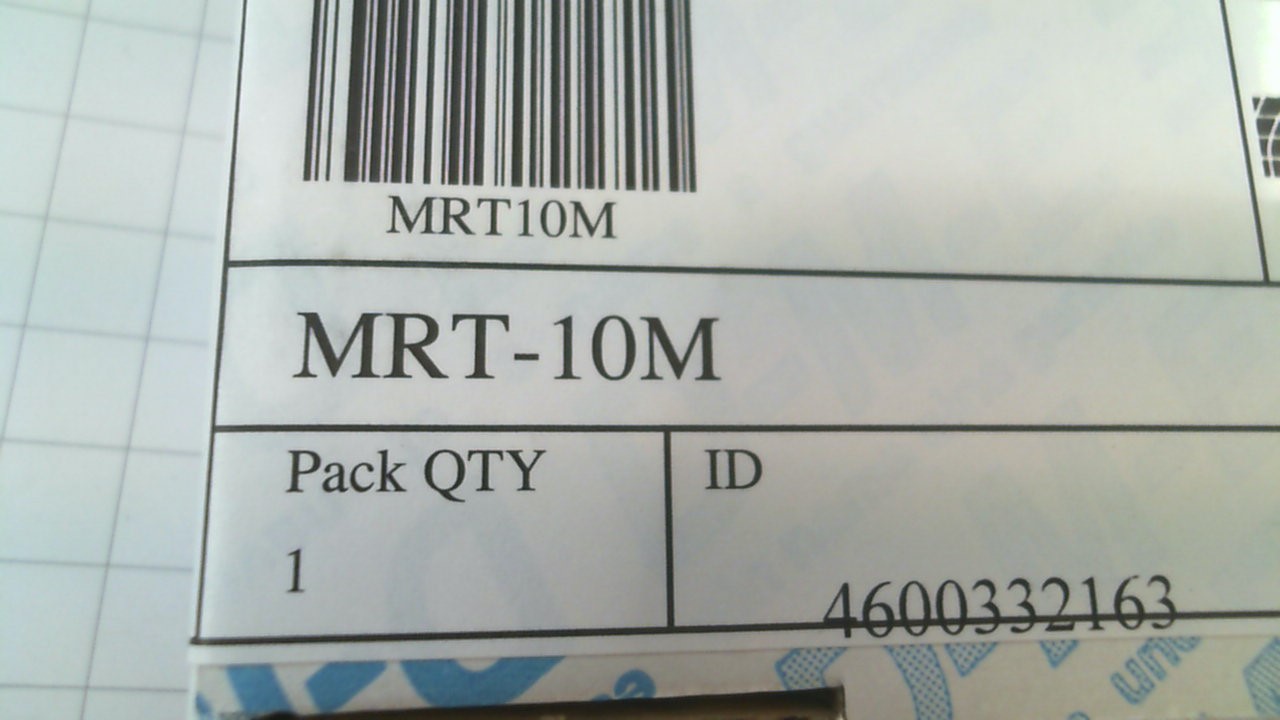 MRT10M
MRT-10M
Pack QTY
1
ID
4600332163